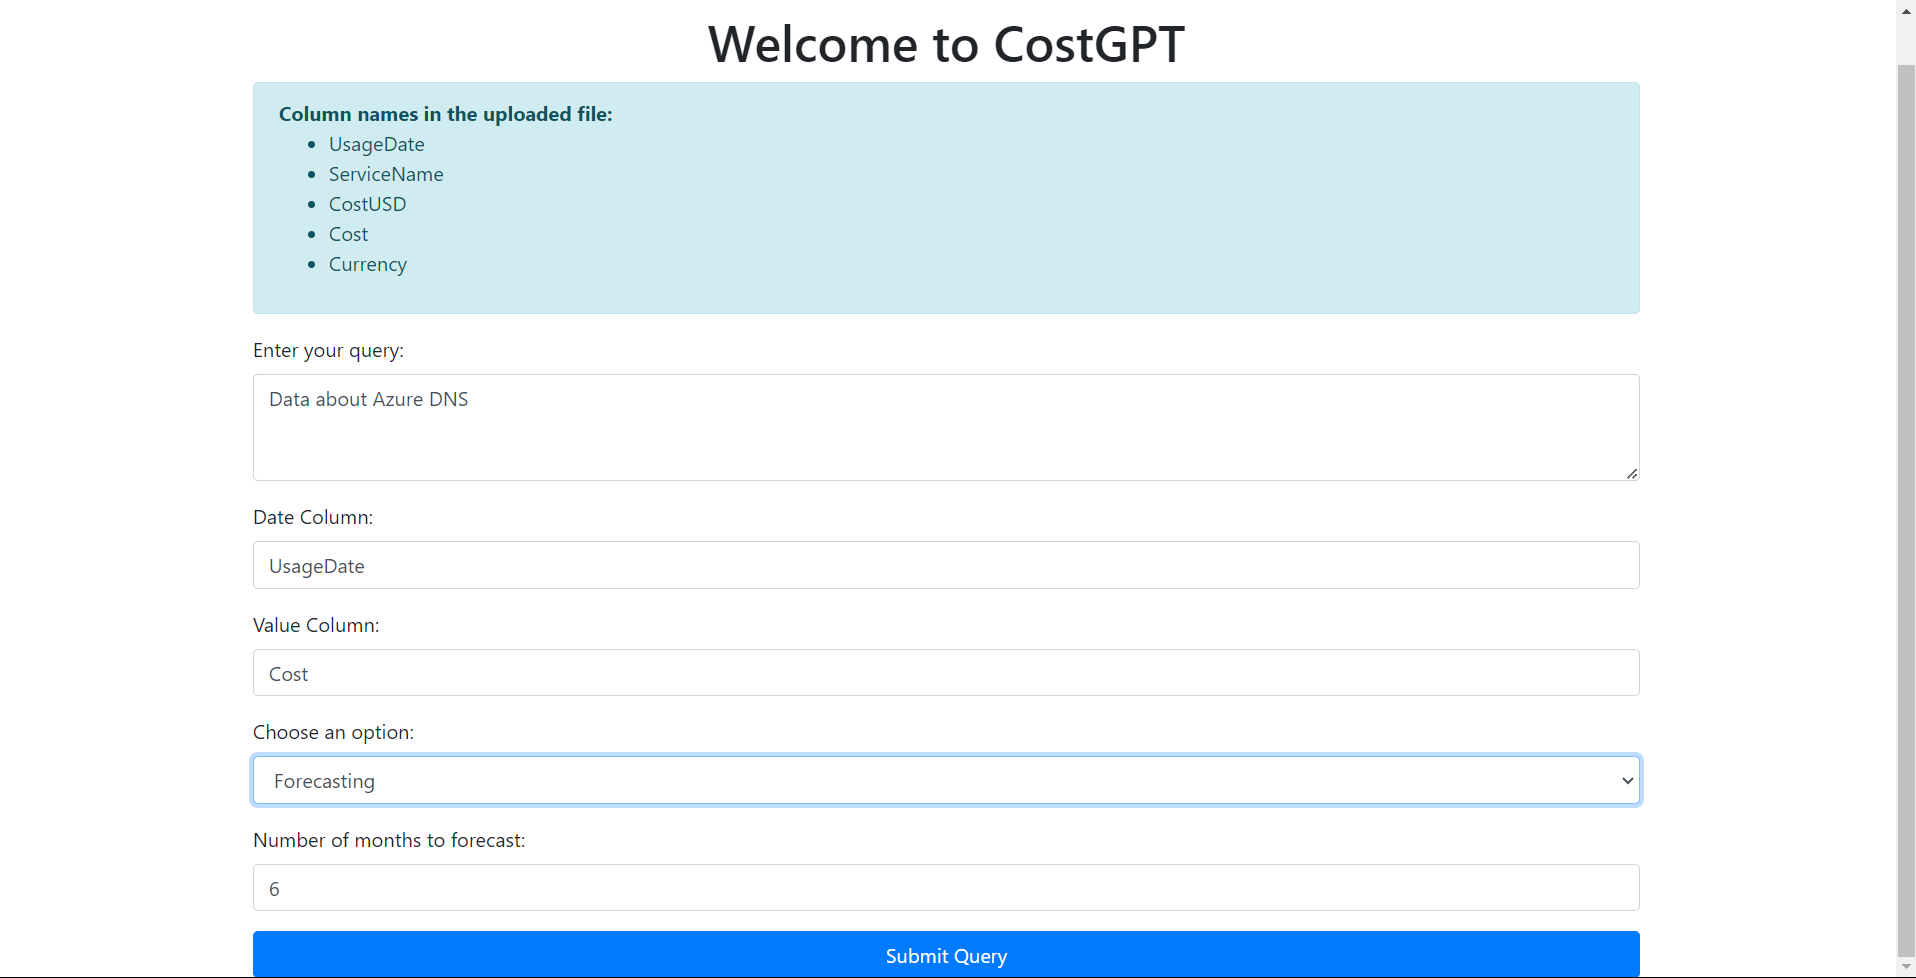 Welcome to CostGPT
Column names in the uploaded file:
UsageDate
ServiceName
CostUSD
Cost
Currency
Enter your query:
Data about Azure DNS
Date Column:
UsageDate
Value Column:
Cost
Choose an option:
Forecasting
Number of months to forecast:
6
Submit Query